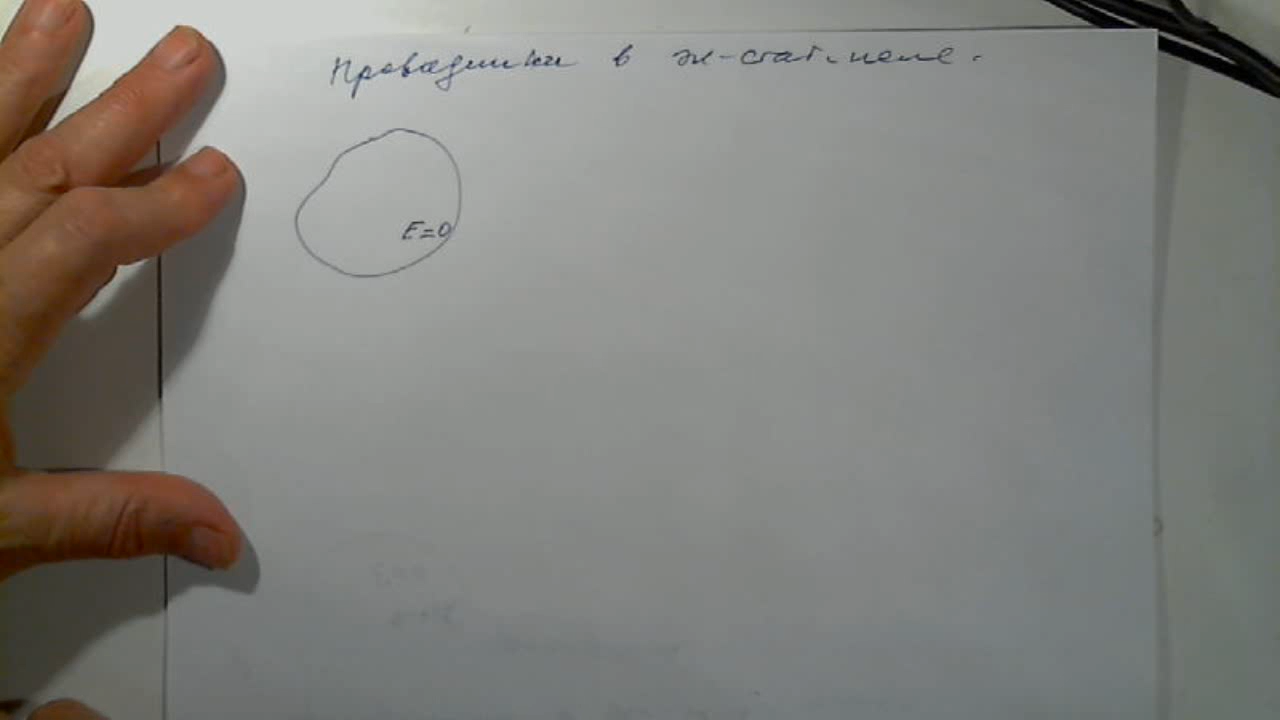 Проводники в эл-стат. поле.
E=0